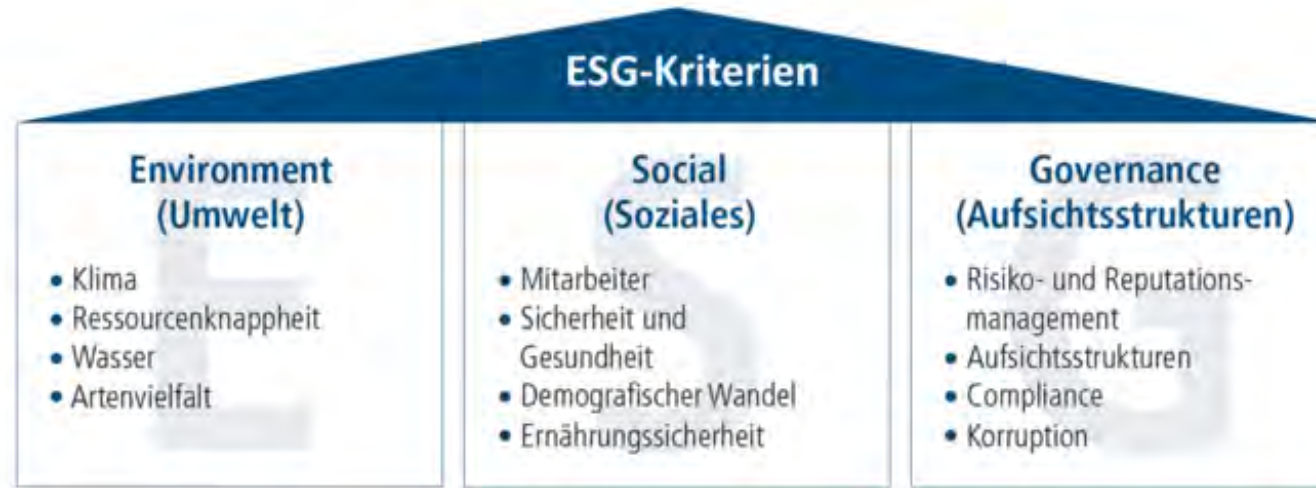 ESG-Kriterien
Environment
(Umwelt)
• Klima
• Ressourcenknappheit
• Wasser
• Artenvielfalt
Social
(Soziales)
• Mitarbeiter
• Sicherheit und
Gesundheit
• Demografischer Wandel
• Ernährungssicherheit
Governance
(Aufsichtsstrukturen)
• Risiko- und Reputations-
management
• Aufsichtsstrukturen
• Compliance
• Korruption
E
S
G